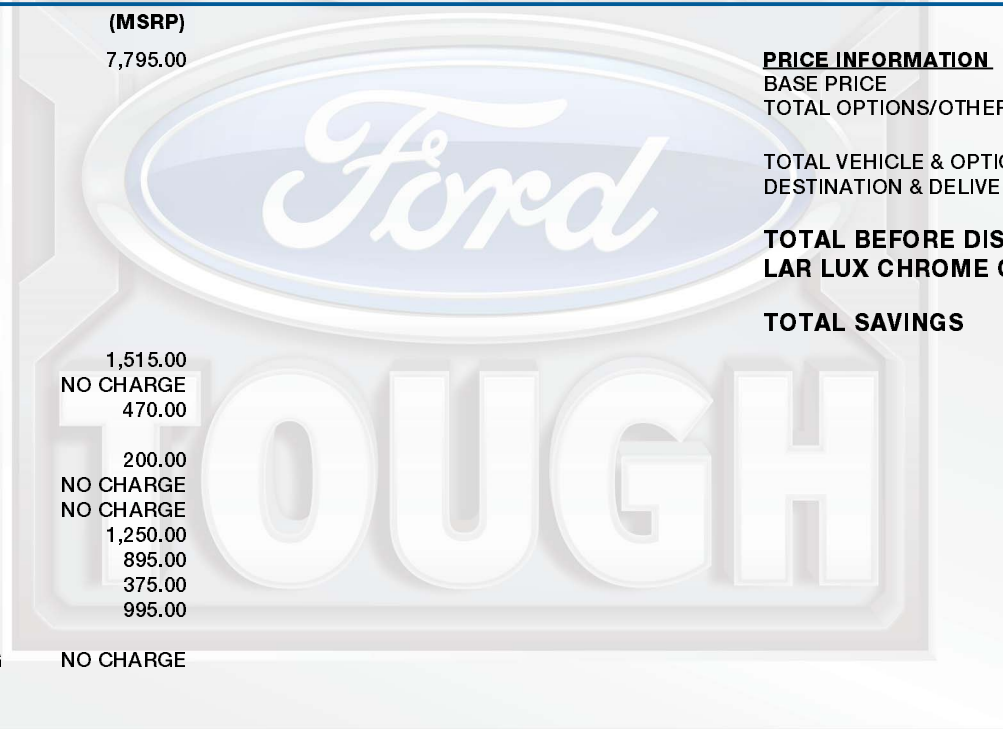 (MSRP)
7,795.00
1,515.00
NO CHARGE
470.00
200.00
NO CHARGE
NO CHARGE
1,250.00
895.00
375.00
995.00
NO CHARGE
Ford
TOUGH
PRICE INFORMATION
BASE PRICE
TOTAL OPTIONS/OTHER
TOTAL VEHICLE & OPTIO
DESTINATION & DELIVE
TOTAL BEFORE DIS
LAR LUX CHROME
TOTAL SAVINGS